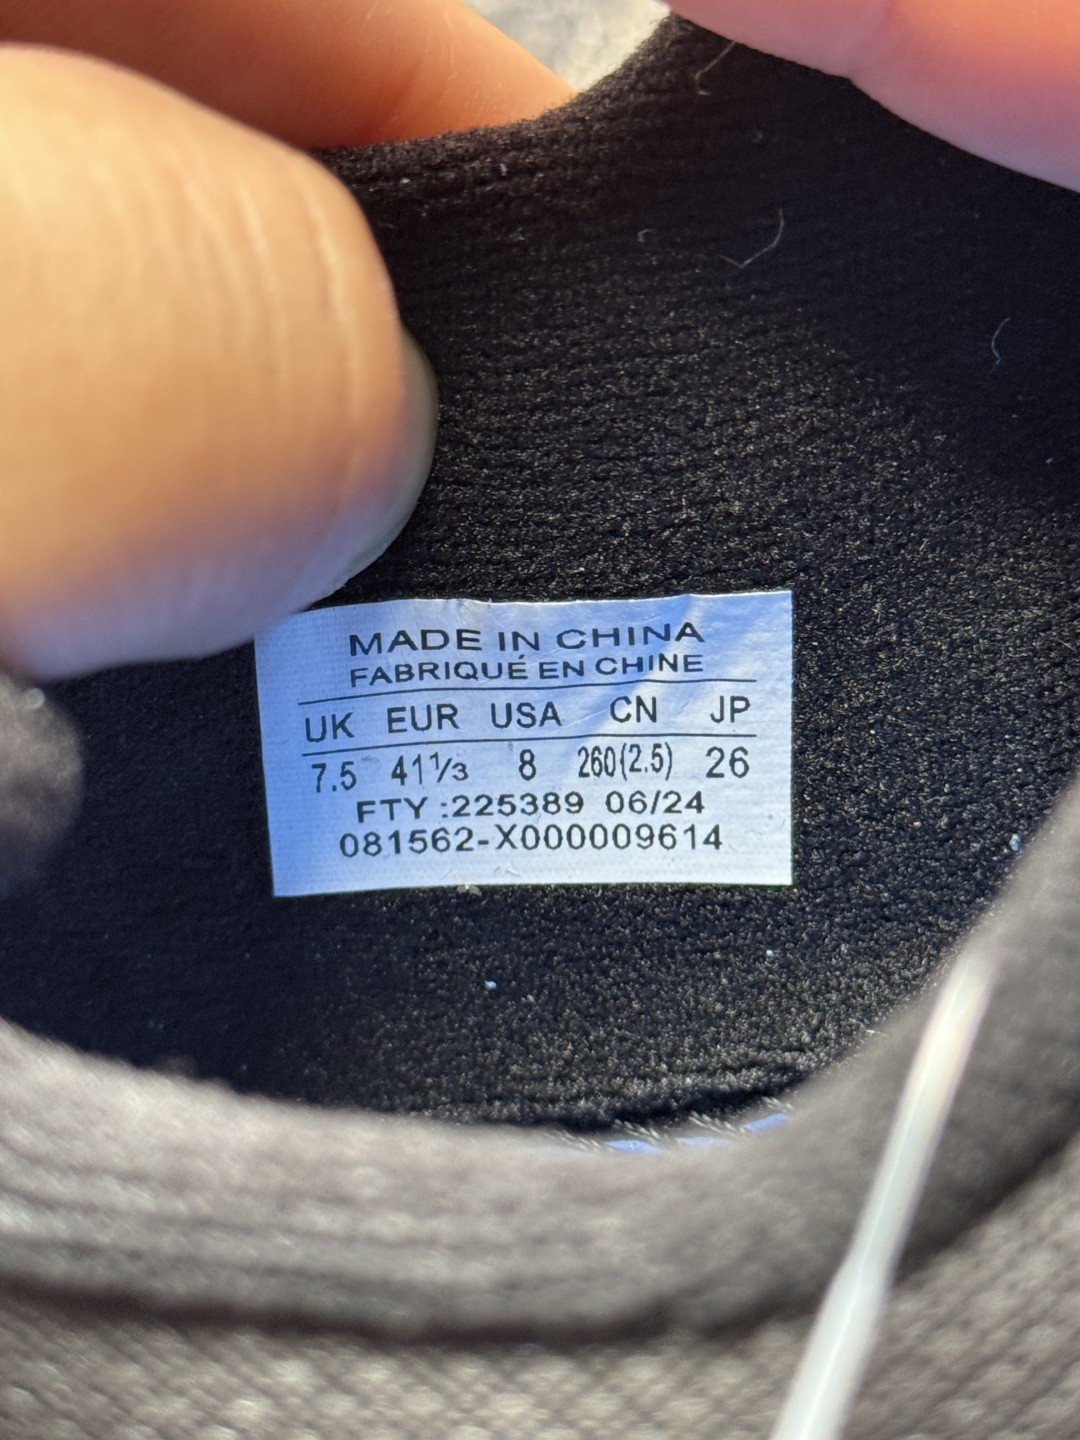 MADE IN CHINA
FABRIQUÉ EN CHINE
UK EUR USA CN JP
7.5 41⅓ 8 260(2.5) 26
FTY :225389 06/24
081562-X000009614